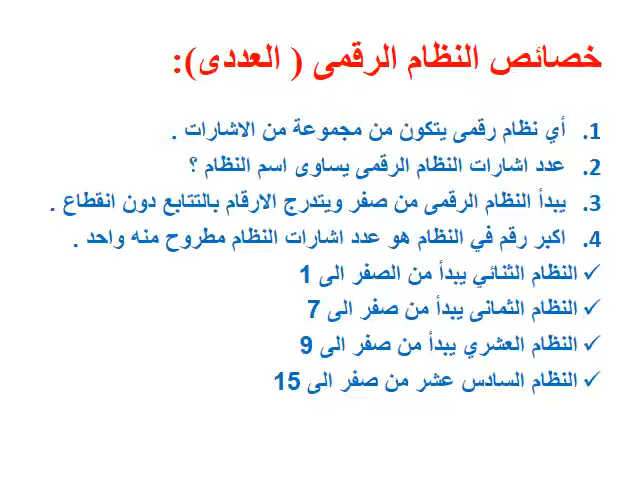 خصائص النظام الرقمى ( العددى):
1. أي نظام رقمى يتكون من مجموعة من الاشارات .
2. عدد اشارات النظام الرقمى يساوى اسم النظام ؟
3. يبدأ النظام الرقمى من صفر ويتدرج الارقام بالتتابع دون انقطاع .
4. اكبر رقم في النظام هو عدد اشارات النظام مطروح منه واحد .
✓ النظام الثنائي يبدأ من الصفر الى 1
✓ النظام الثمانى يبدأ من صفر الى 7
✓ النظام العشري يبدأ من صفر الى 9
✓ النظام السادس عشر من صفر الى 15